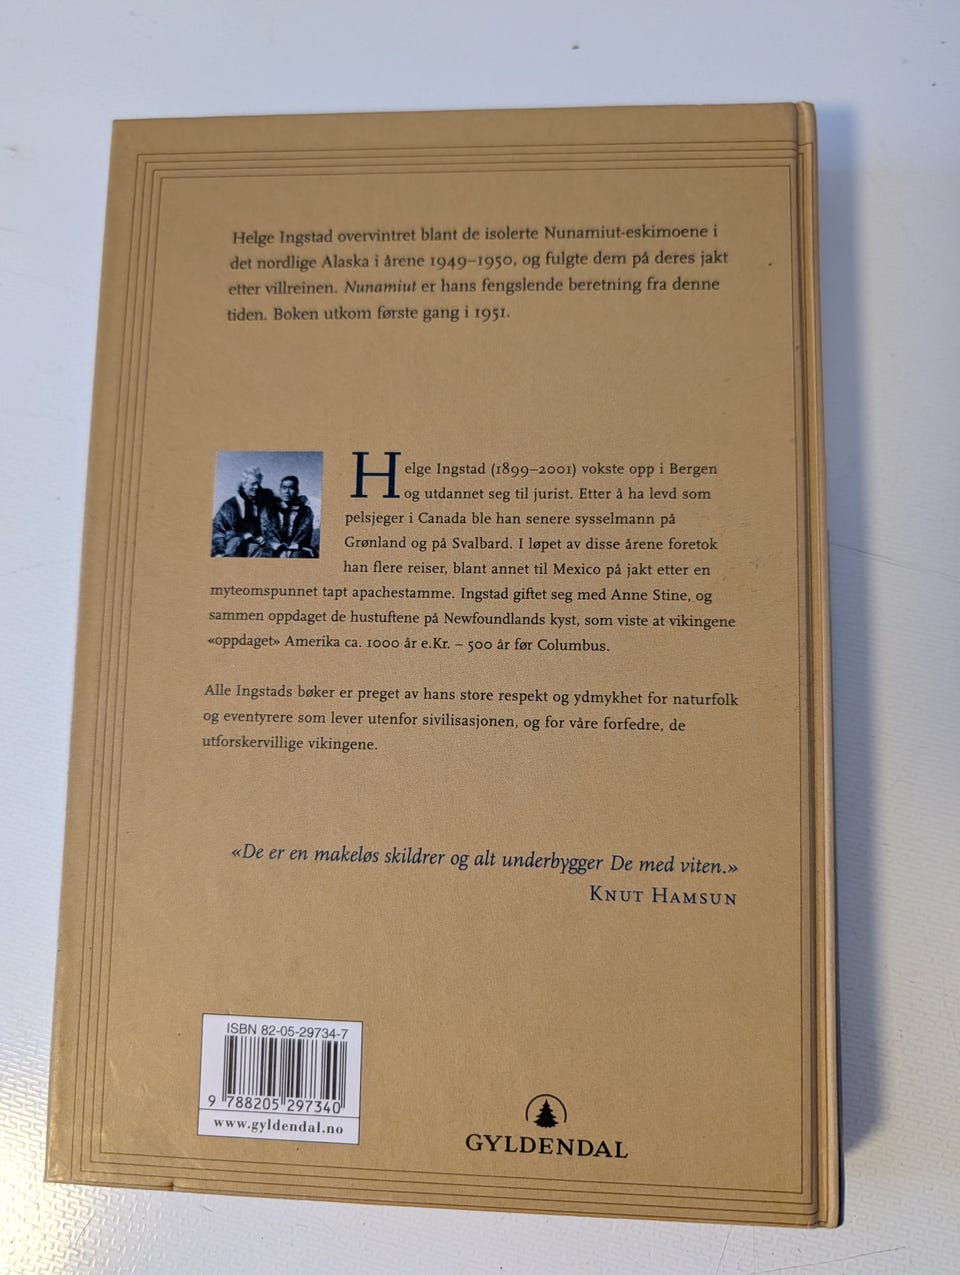 Helge Ingstad overvintret blant de isolerte Nunamiut-eskimoene i
det nordlige Alaska i årene 1949–1950, og fulgte dem på deres jakt
etter villreinen. Nunamiut er hans fengslende beretning fra denne
tiden. Boken utkom første gang i 1951.
Helge Ingstad (1899–2001) vokste opp i Bergen
og utdannet seg til jurist. Etter å ha levd som
pelsjeger i Canada ble han senere sysselmann på
Grønland og på Svalbard. I løpet av disse årene foretok
han flere reiser, blant annet til Mexico på jakt etter en
myteomspunnet tapt apachestamme. Ingstad giftet seg med Anne Stine, og
sammen oppdaget de hustuftene på Newfoundlands kyst, som viste at vikingene
«oppdaget» Amerika ca. 1000 år e.Kr. – 500 år før Columbus.
Alle Ingstads bøker er preget av hans store respekt og ydmykhet for naturfolk
og eventyrere som lever utenfor sivilisasjonen, og for våre forfedre, de
utforskervillige vikingene.
«De er en makeløs skildrer og alt underbygger De med viten.»
KNUT HAMSUN
ISBN 82-05-29734-7
9 788205 297340
www.gyldendal.no
GYLDENDAL